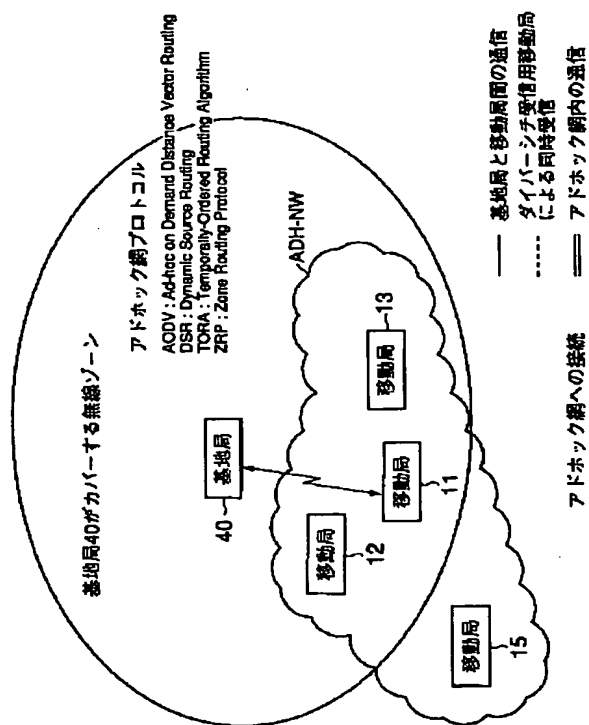 基地局40がカバーする無線ゾーン
アドホック網プロトコル
AODV : Ad-hoc on Demand Distance Vector Routing
DSR : Dynamic Source Routing
TORA : Temporally-Ordered Routing Algorithm
ZRP : Zone Routing Protocol
基地局
40
ADH-NW
移動局
12
移動局
11
移動局
13
移動局
15
基地局と移動局間の通信
ダイバーシチ受信用移動局
による同時受信
アドホック網内の通信
アドホック網への接続